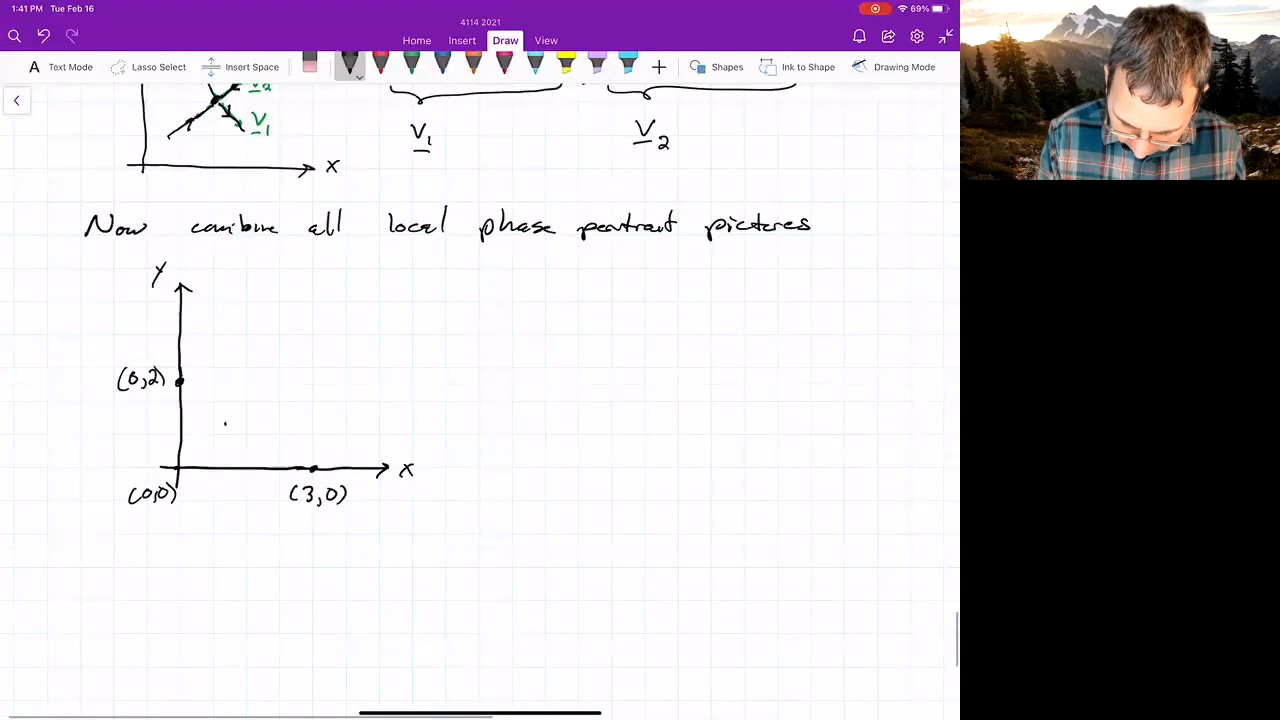 1:41 PM Tue Feb 16
69%
4114 2021
Home Insert Draw View
Text Mode Lasso Select Insert Space Shapes Ink to Shape Drawing Mode
V2
V1
x
V1
V2
Now combine all local phase portrait pictures
y
(0,2)
x
(0,0)
(3,0)